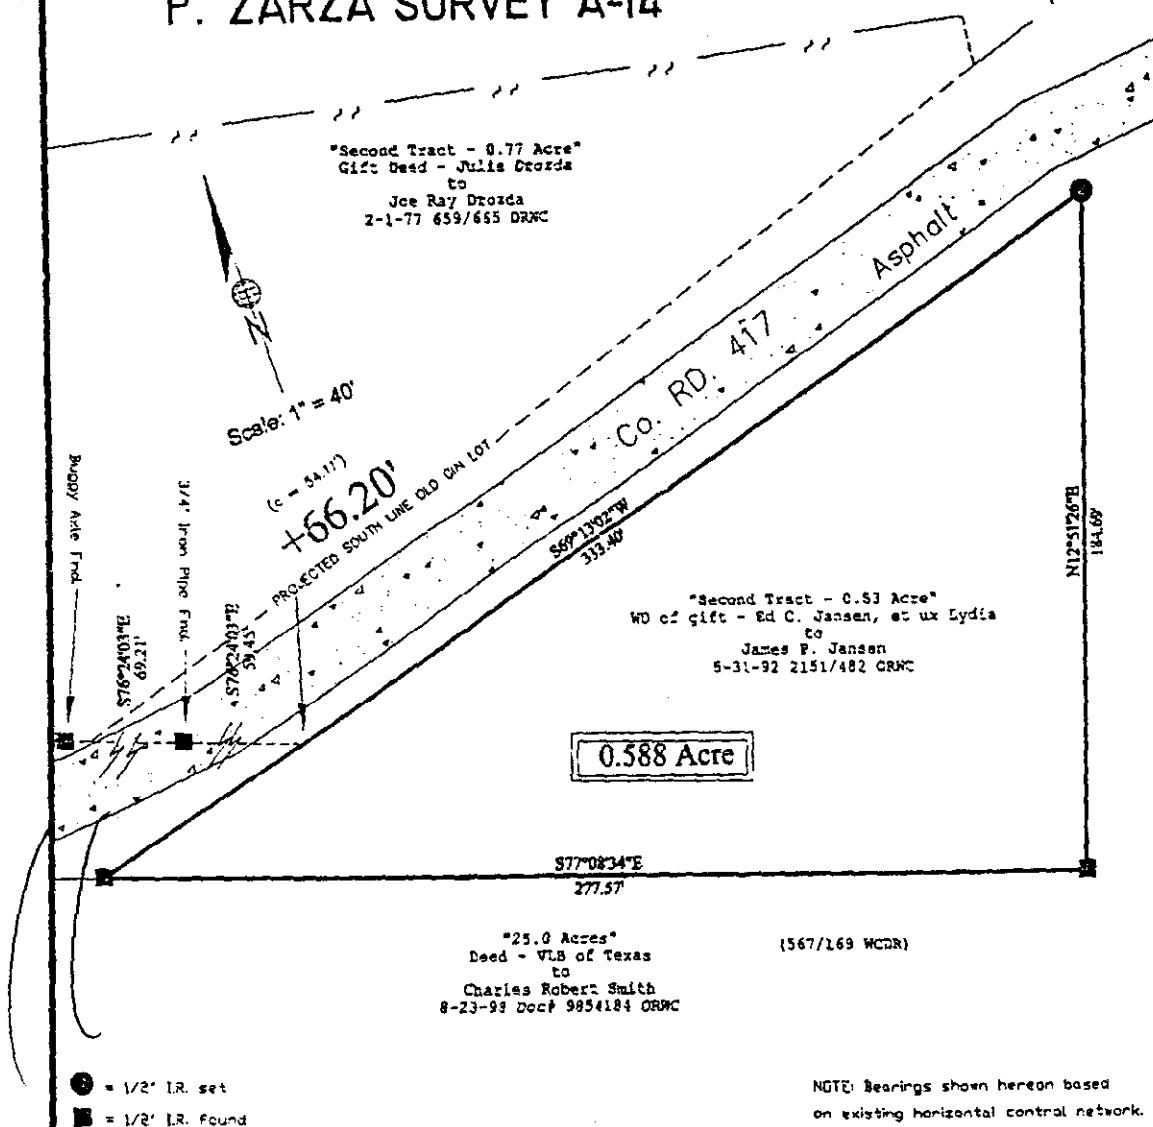 P. ZARZA SURVEY A-14
"Second Tract - 0.77 Acre"
Gift Deed - Julia Drozda
to
Joe Ray Drozda
2-1-77 659/665 DRWC
N
Scale: 1" = 40'
(c = 54.11')
+66.20'
PROJECTED SOUTH LINE OLD GIN LOT
Co. RD. 417
Asphalt
Buggy Axle Fnd.
3/4" Iron Pipe Fnd.
S76°24'03"E
69.21'
S76°24'03"E
59.45'
S69°13'02"W
333.40'
N12°51'26"E
184.69'
"Second Tract - 0.53 Acre"
WD of gift - Ed C. Jansen, et ux Lydia
to
James P. Jansen
5-31-92 2151/482 ORWC
0.588 Acre
S77°08'34"E
277.57'
"25.0 Acres"
Deed - VLB of Texas
to
Charles Robert Smith
8-23-98 Doc# 9854184 ORWC
(567/169 WCDR)
= 1/2" I.R. set
= 1/2" I.R. found
NOTE: Bearings shown hereon based
on existing horizontal control network.